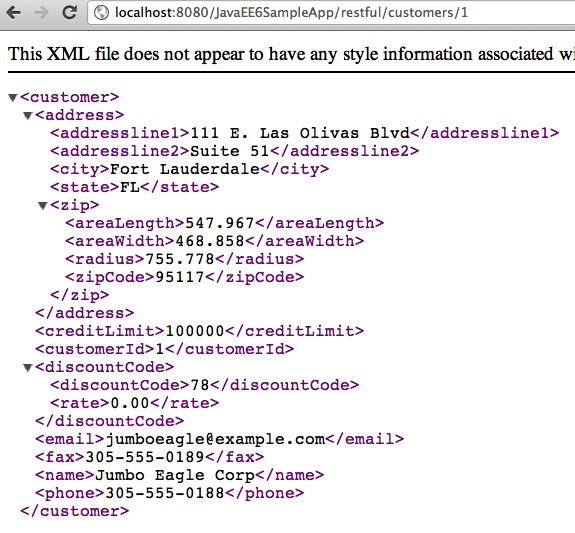 localhost:8080/JavaEE6SampleApp/restful/customers/1
This XML file does not appear to have any style information associated
<customer>
<address>
<addressline1>111 E. Las Olivas Blvd</addressline1>
<addressline2>Suite 51</addressline2>
<city>Fort Lauderdale</city>
<state>FL</state>
<zip>
<areaLength>547.967</areaLength>
<areaWidth>468.858</areaWidth>
<radius>755.778</radius>
<zipCode>95117</zipCode>
</zip>
</address>
<creditLimit>100000</creditLimit>
<customerId>1</customerId>
<discountCode>
<discountCode>78</discountCode>
<rate>0.00</rate>
</discountCode>
<email>jumboeagle@example.com</email>
<fax>305-555-0189</fax>
<name>Jumbo Eagle Corp</name>
<phone>305-555-0188</phone>
</customer>